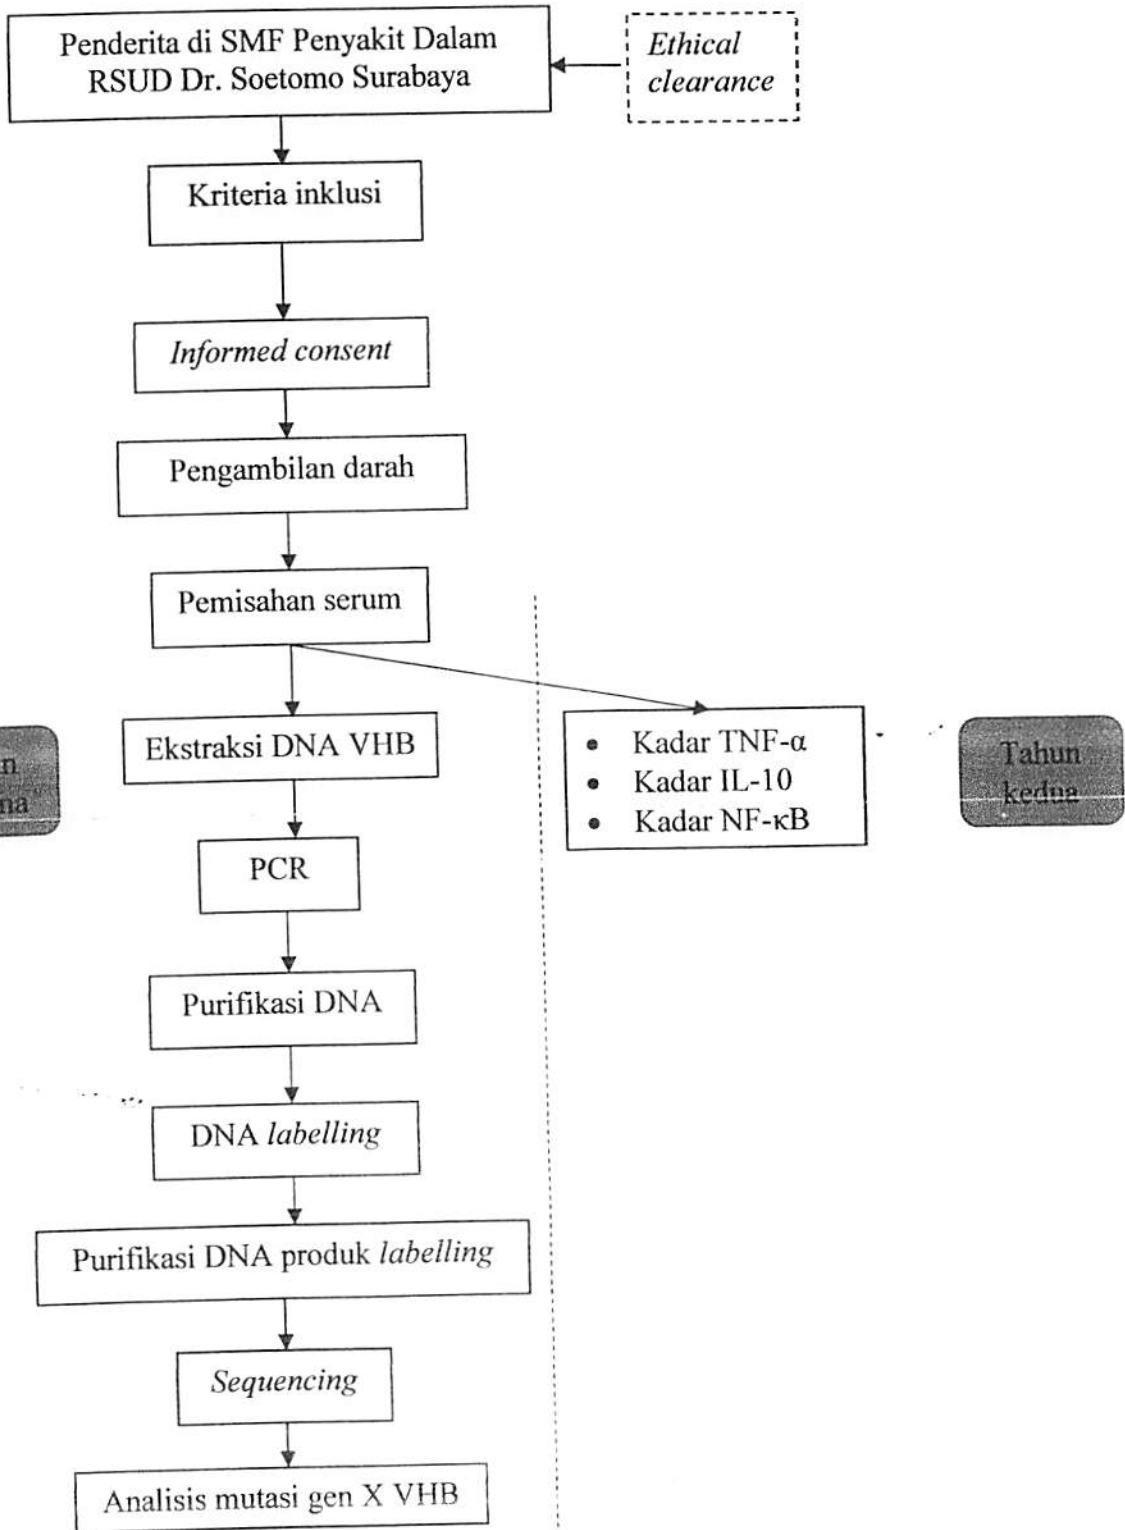 Penderita di SMF Penyakit Dalam
RSUD Dr. Soetomo Surabaya
Ethical
clearance
Kriteria inklusi
Informed consent
Pengambilan darah
Pemisahan serum
Ekstraksi DNA VHB
• Kadar TNF-α
• Kadar IL-10
• Kadar NF-κB
Tahun
kedua
PCR
Purifikasi DNA
DNA labelling
Purifikasi DNA produk labelling
Sequencing
Analisis mutasi gen X VHB